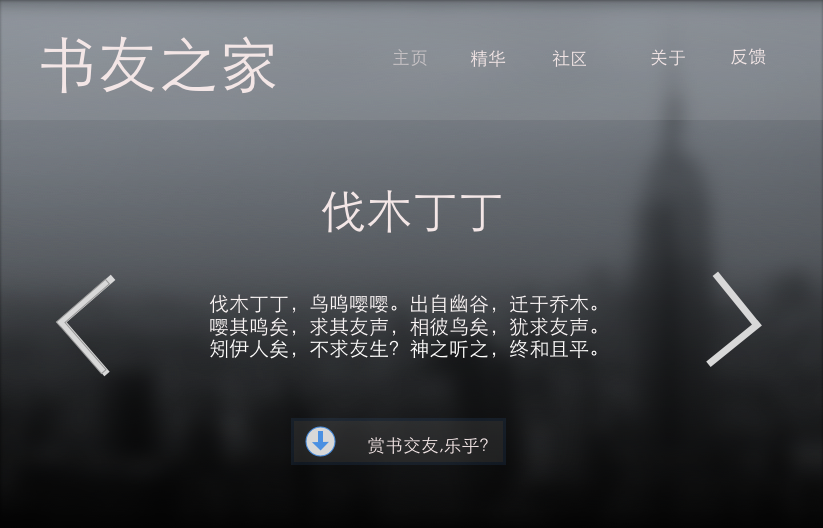 书友之家
主页 精华 社区 关于 反馈
伐木丁丁
伐木丁丁，鸟鸣嘤嘤。出自幽谷，迁于乔木。
嘤其鸣矣，求其友声，相彼鸟矣，犹求友声。
矧伊人矣，不求友生？神之听之，终和且平。
赏书交友,乐乎?